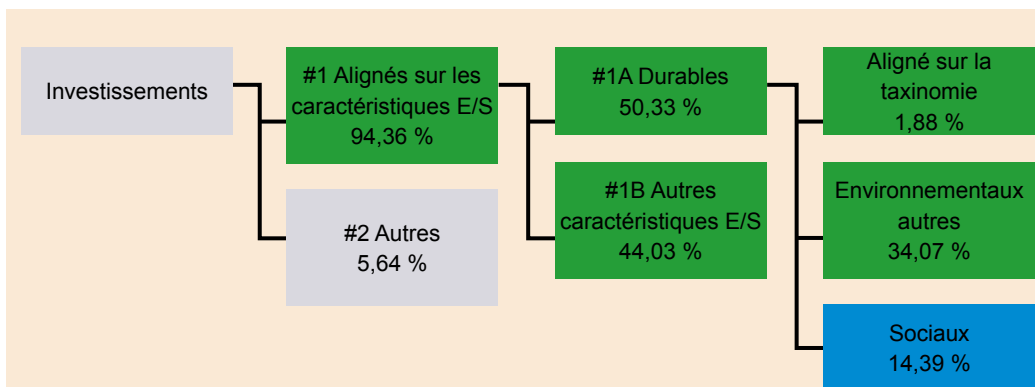 Investissements
#1 Alignés sur les
caractéristiques E/S
94,36 %
#2 Autres
5,64 %
#1A Durables
50,33 %
#1B Autres
caractéristiques E/S
44,03 %
Aligné sur la
taxinomie
1,88 %
Environnementaux
autres
34,07 %
Sociaux
14,39 %